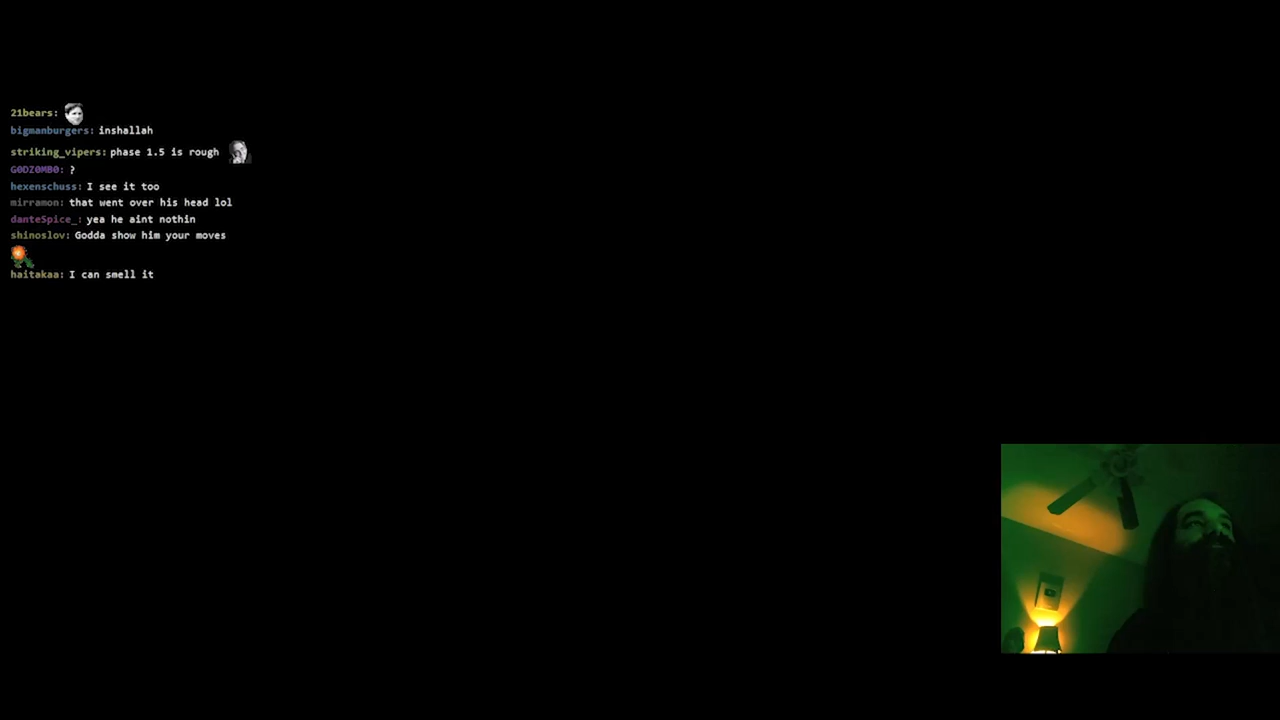 21bears:
bigmanburgers: inshallah
striking_vipers: phase 1.5 is rough
G0DZ0MB0: ?
hexenschuss: I see it too
mirramon: that went over his head lol
danteSpice_: yea he aint nothin
shinoslov: Godda show him your moves
haitakaa: I can smell it